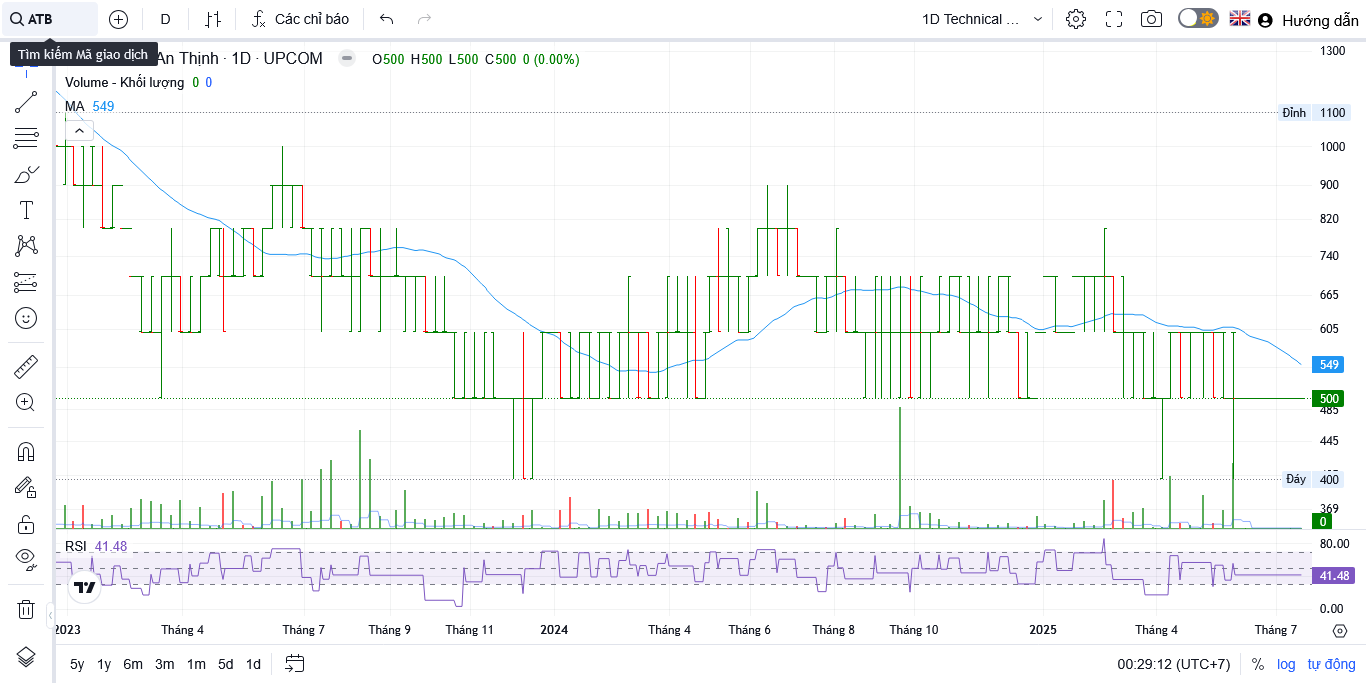 ATB
D
Các chỉ báo
1D Technical ...
Hướng dẫn
Tìm kiếm Mã giao dịch
An Thịnh · 1D · UPCOM
O500 H500 L500 C500 0 (0.00%)
Volume - Khối lượng 0 0
MA 549
1300
Đỉnh 1100
1000
900
820
740
665
605
549
500
485
445
Đáy 400
369
0
RSI 41.48
80.00
41.48
0.00
2023 Tháng 4 Tháng 7 Tháng 9 Tháng 11 2024 Tháng 4 Tháng 6 Tháng 8 Tháng 10 2025 Tháng 4 Tháng 7
5y 1y 6m 3m 1m 5d 1d
00:29:12 (UTC+7) % log tự động